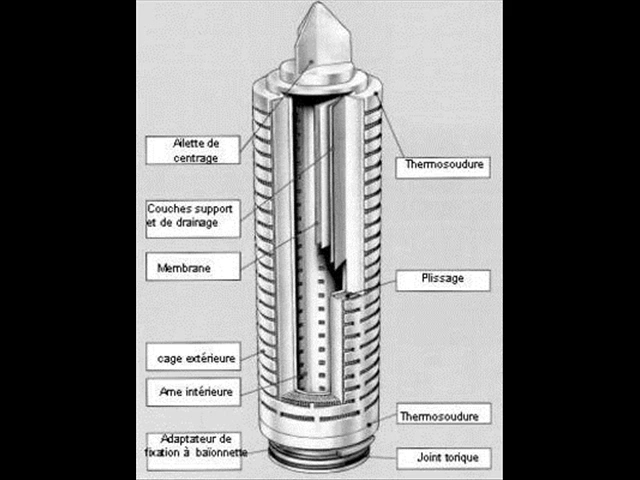 Ailette de
centrage
Thermosoudure
Couches support
et de drainage
Membrane
Plissage
cage extérieure
Ame intérieure
Thermosoudure
Adaptateur de
fixation à baïonnette
Joint torique